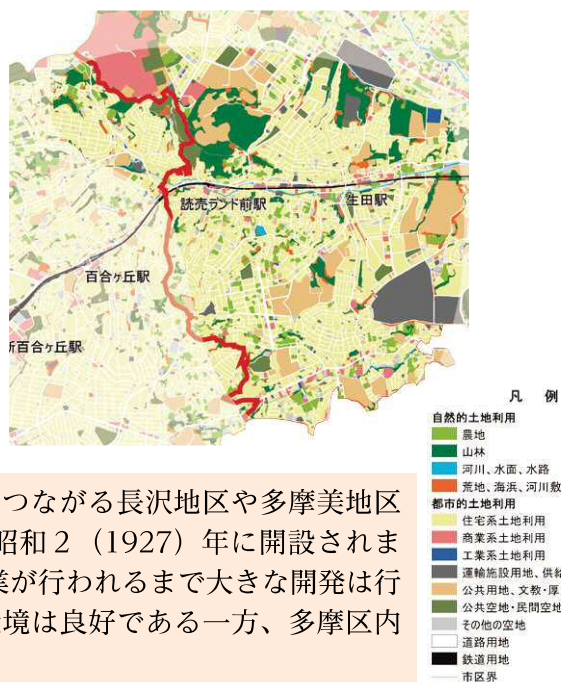 読売ランド前駅
生田駅
百合ヶ丘駅
新百合ヶ丘駅
凡 例
自然的土地利用
農地
山林
河川、水面、水路
荒地、海浜、河川敷
都市的土地利用
住宅系土地利用
商業系土地利用
工業系土地利用
運輸施設用地、供給
公共用地、文教・厚
公共空地・民間空地
その他の空地
道路用地
鉄道用地
市区界
つながる長沢地区や多摩美地区
昭和2（1927）年に開設されま
業が行われるまで大きな開発は行
境は良好である一方、多摩区内